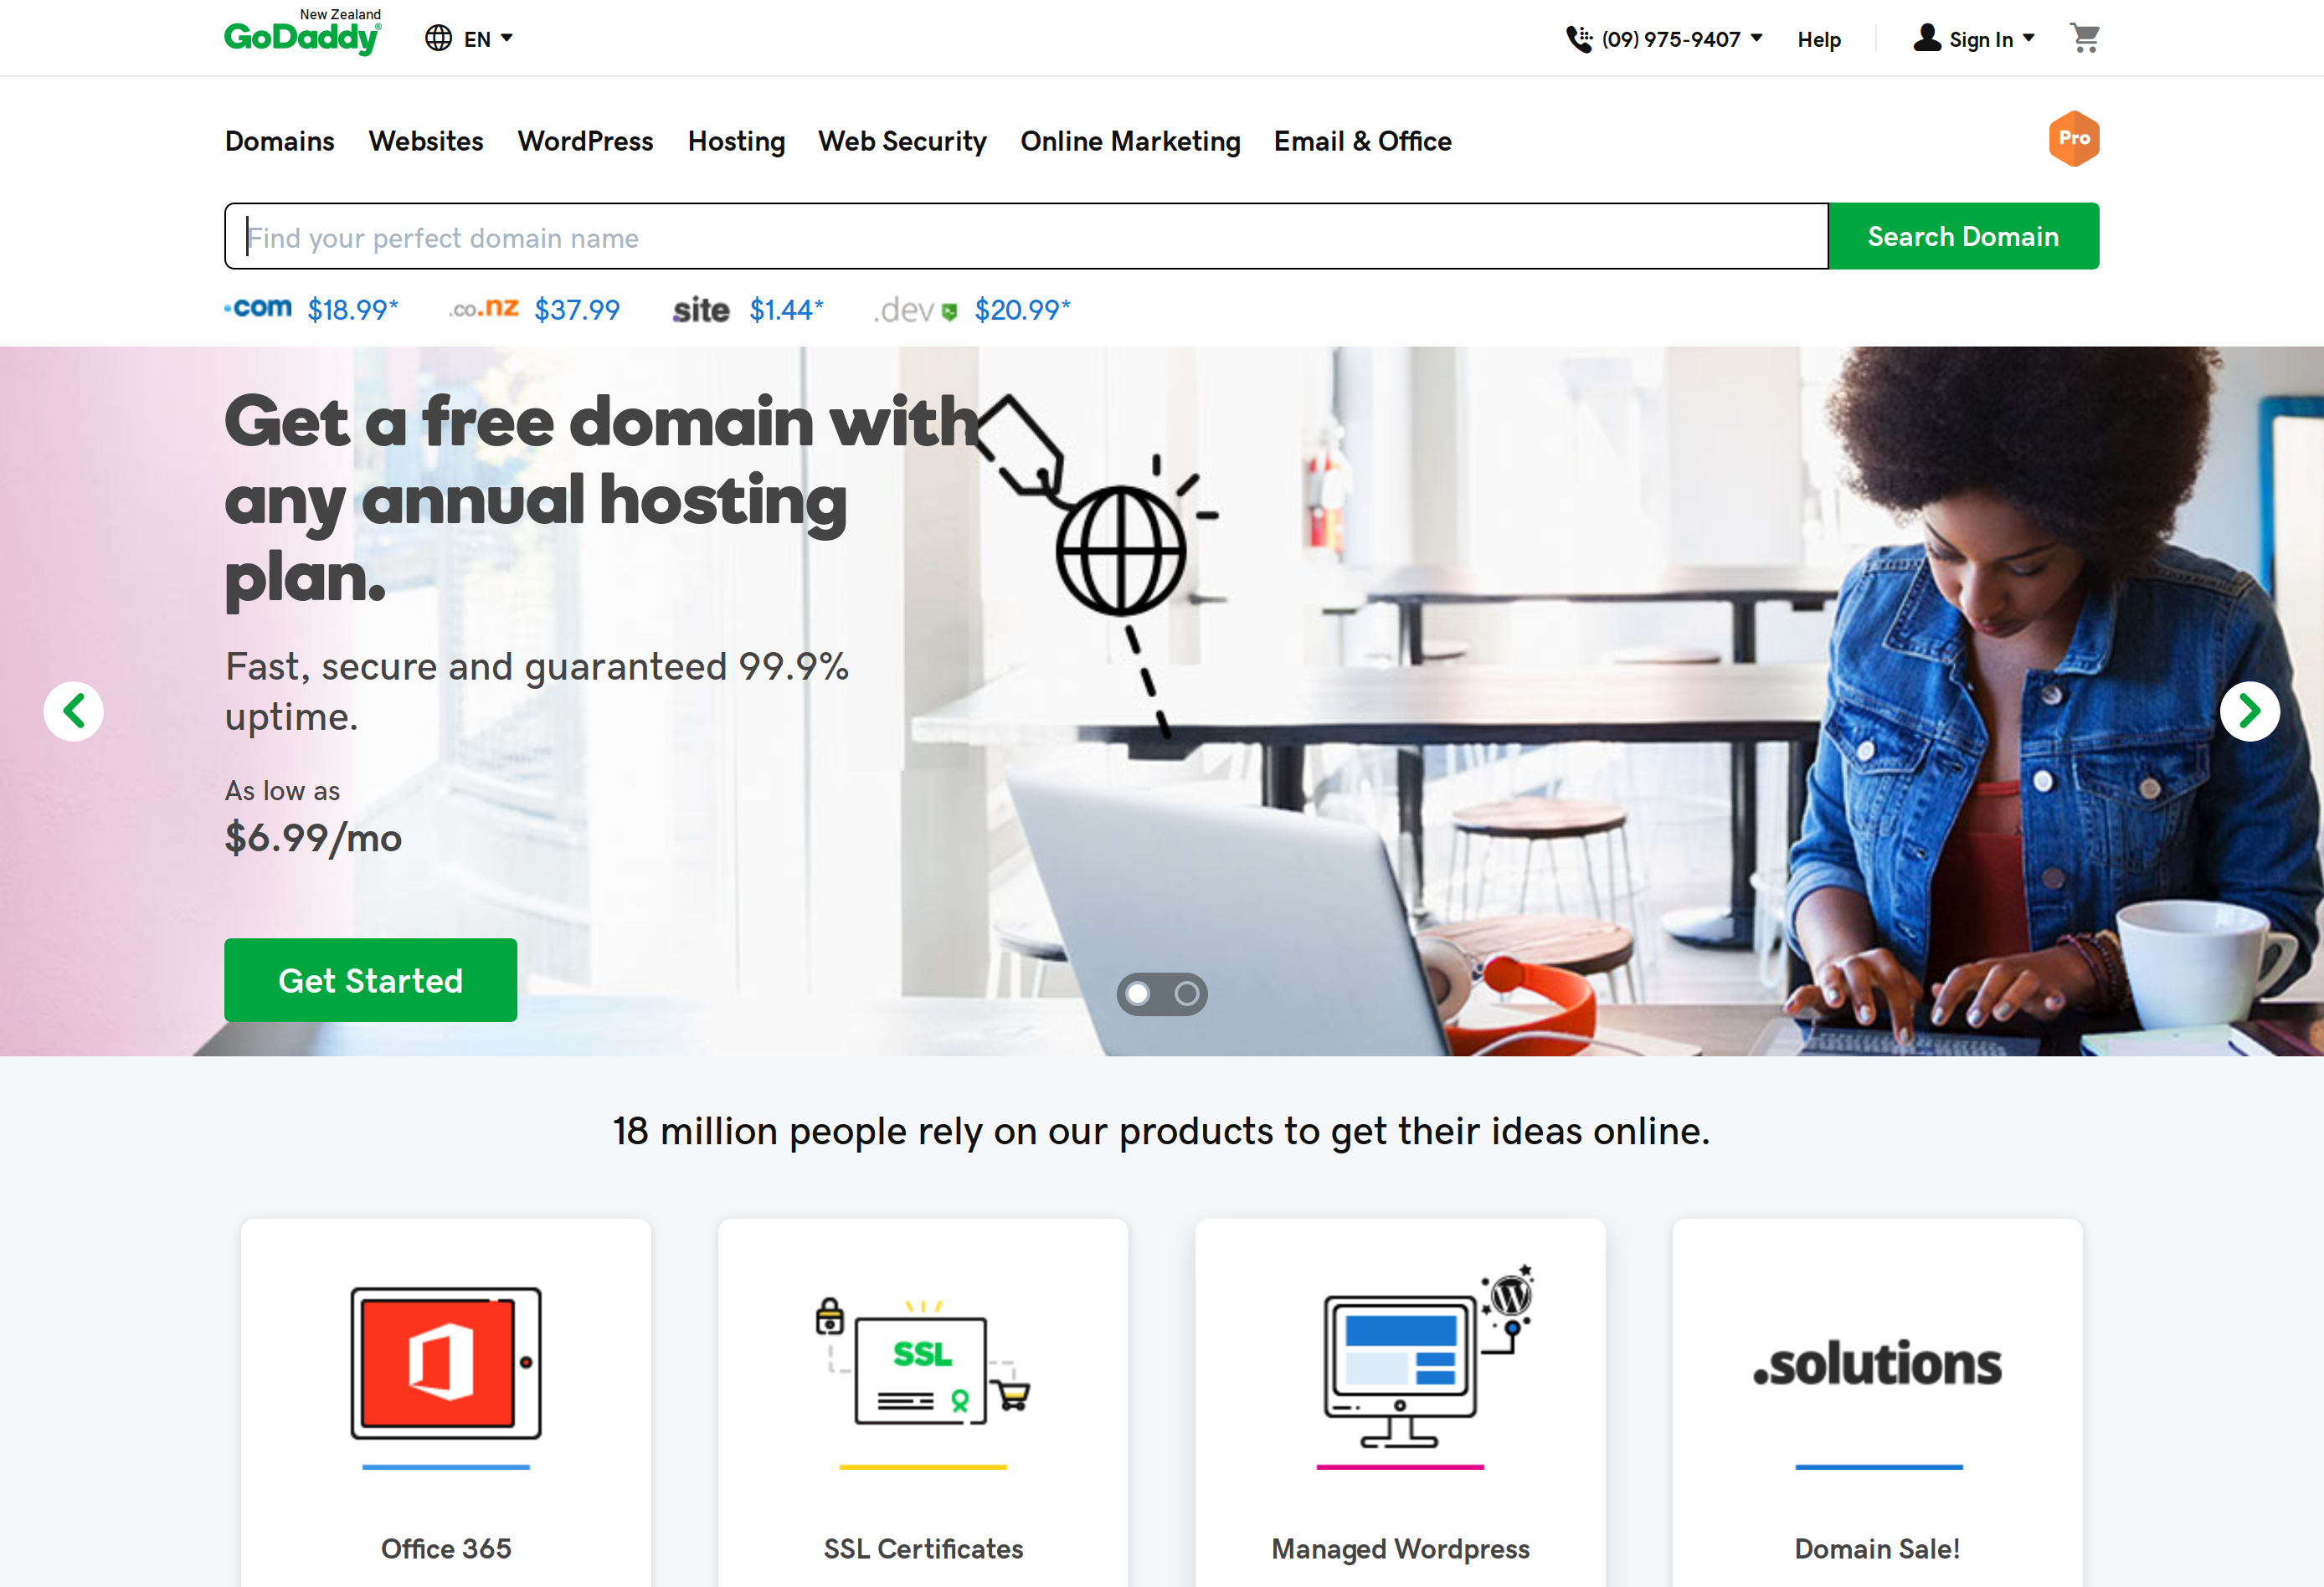 New Zealand
GoDaddy®
EN
(09) 975-9407
Help
Sign In
Domains Websites WordPress Hosting Web Security Online Marketing Email & Office
Pro
Find your perfect domain name
Search Domain
.com $18.99* .co.nz $37.99 .site $1.44* .dev $20.99*
Get a free domain with
any annual hosting
plan.
Fast, secure and guaranteed 99.9%
uptime.
As low as
$6.99/mo
Get Started
18 million people rely on our products to get their ideas online.
SSL
W
.solutions
Office 365
SSL Certificates
Managed Wordpress
Domain Sale!